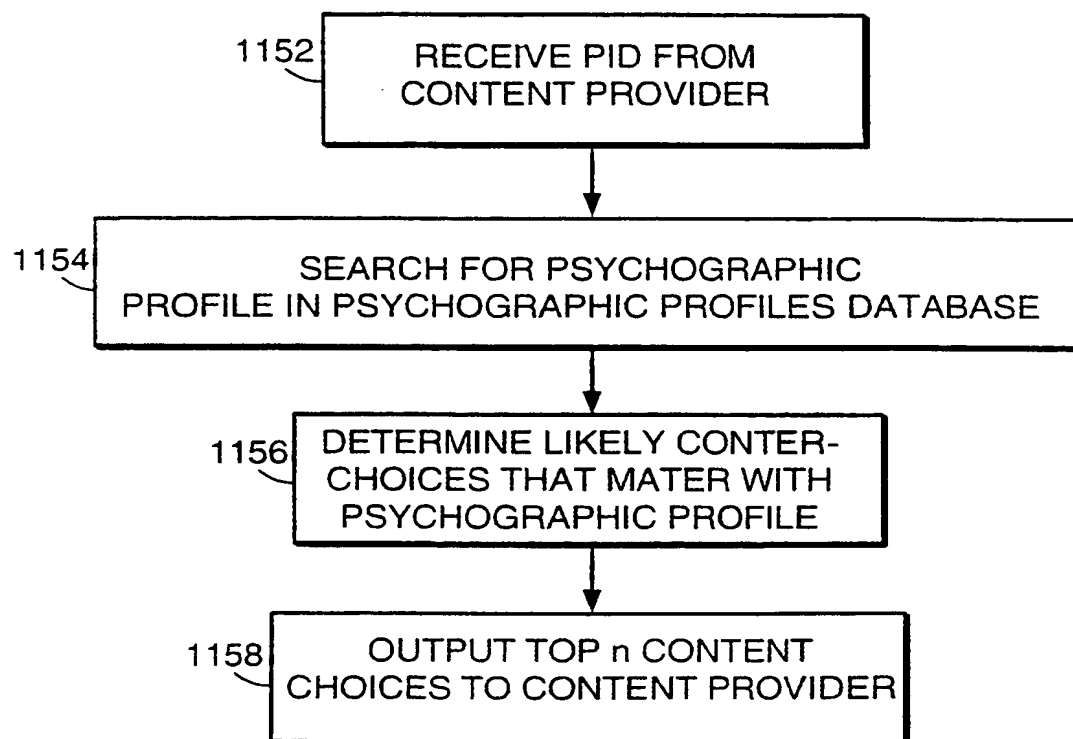 1152
RECEIVE PID FROM
CONTENT PROVIDER
1154
SEARCH FOR PSYCHOGRAPHIC
PROFILE IN PSYCHOGRAPHIC PROFILES DATABASE
1156
DETERMINE LIKELY CONTER-
CHOICES THAT MATER WITH
PSYCHOGRAPHIC PROFILE
1158
OUTPUT TOP n CONTENT
CHOICES TO CONTENT PROVIDER